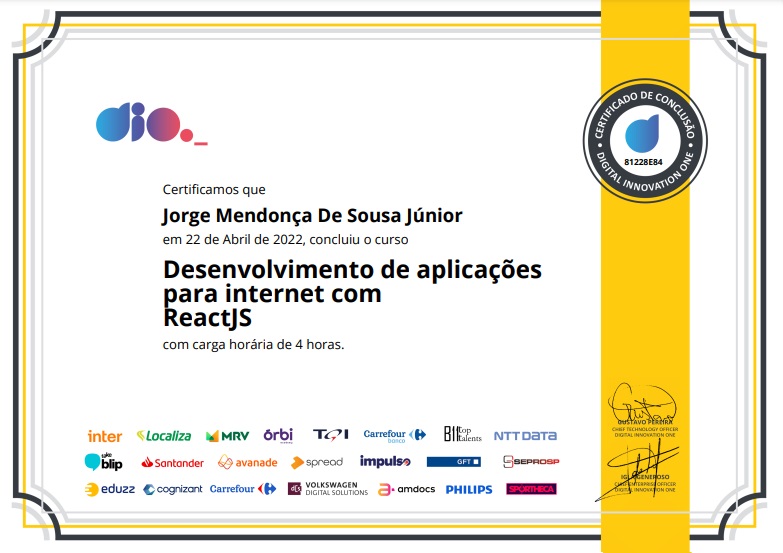 dio._
CERTIFICADO DE CONCLUSÃO
81228E84
DIGITAL INNOVATION ONE
Certificamos que
Jorge Mendonça De Sousa Júnior
em 22 de Abril de 2022, concluiu o curso
Desenvolvimento de aplicações
para internet com
ReactJS
com carga horária de 4 horas.
GUSTAVO PEREIRA
CHIEF TECHNOLOGY OFFICER
DIGITAL INNOVATION ONE
inter Localiza MRV órbi TQI Carrefour banco B11 top talents NTT DATA
take blip Santander avanade spread impulso GFT SEPROSP
IGLÁ GENEROSO
CHIEF ENTERPRISE OFFICER
DIGITAL INNOVATION ONE
eduzz cognizant Carrefour VOLKSWAGEN DIGITAL SOLUTIONS amdocs PHILIPS SPORTHECA